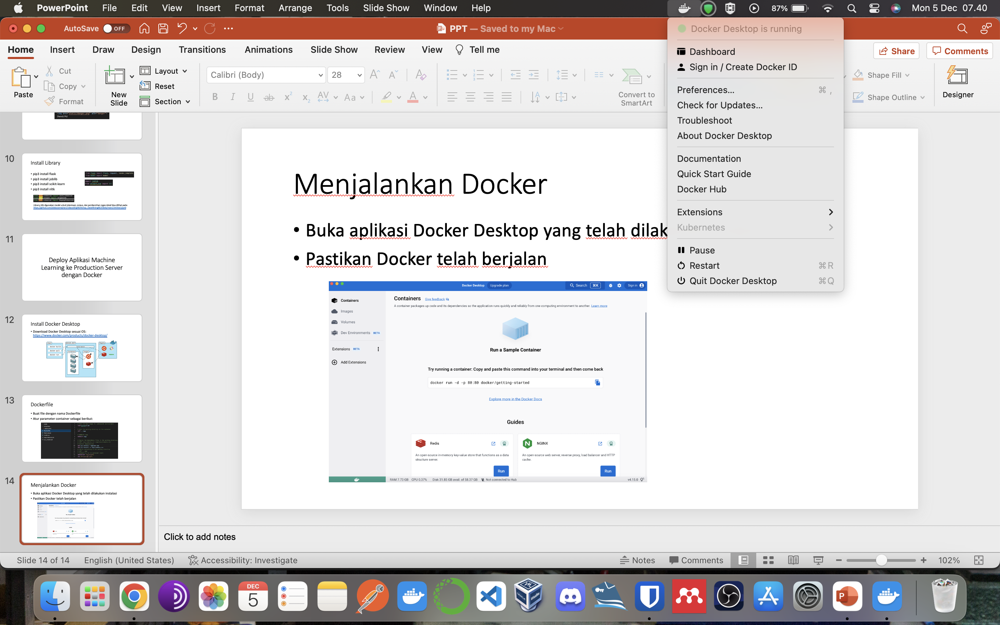 PowerPoint File Edit View Insert Format Arrange Tools Slide Show Window Help 87% Mon 5 Dec 07.40
AutoSave OFF PPT — Saved to my Mac
Home Insert Draw Design Transitions Animations Slide Show Review View Tell me Share Comments
Paste
Cut
Copy
Format
New Slide
Layout
Reset
Section
Calibri (Body) 28
Convert to SmartArt
Shape Fill
Shape Outline
Designer
Docker Desktop is running
Dashboard
Sign in / Create Docker ID
Preferences... ⌘ ,
Check for Updates...
Troubleshoot
About Docker Desktop
Documentation
Quick Start Guide
Docker Hub
Extensions
Kubernetes
Pause
Restart ⌘R
Quit Docker Desktop ⌘Q
10
Install Library
• pip3 install flask
• pip3 install joblib
• pip3 install scikit-learn
• pip3 install nltk
11
Deploy Aplikasi Machine
Learning ke Production Server
dengan Docker
12
Install Docker Desktop
• Download Docker Desktop sesuai OS:
https://www.docker.com/products/docker-desktop/
13
Dockerfile
• Buat file dengan nama Dockerfile
• Atur parameter container sebagai berikut:
14
Menjalankan Docker
• Buka aplikasi Docker Desktop yang telah dilakukan instalasi
• Pastikan Docker telah berjalan
Menjalankan Docker
• Buka aplikasi Docker Desktop yang telah dilak
• Pastikan Docker telah berjalan
Docker Desktop Upgrade plan Search ⌘K Sign in
Containers
Images
Volumes
Dev Environments BETA
Extensions BETA
Add Extensions
Containers Give feedback
A container packages up code and its dependencies so the application runs quickly and reliably from one computing environment to another. Learn more
Run a Sample Container
Try running a container: Copy and paste this command into your terminal and then come back
docker run -d -p 80:80 docker/getting-started
Explore more in the Docker Docs
Guides
Redis
An open-source in-memory key-value store that functions as a data
structure server.
Run
NGINX
An open-source web server, reverse proxy, load balancer and HTTP
cache.
Run
RAM 7.73 GB CPU 0.37% Disk 31.85 GB avail. of 58.37 GB Not connected to Hub v4.15.0
Click to add notes
Slide 14 of 14 English (United States) Accessibility: Investigate Notes Comments 102%
DEC
5